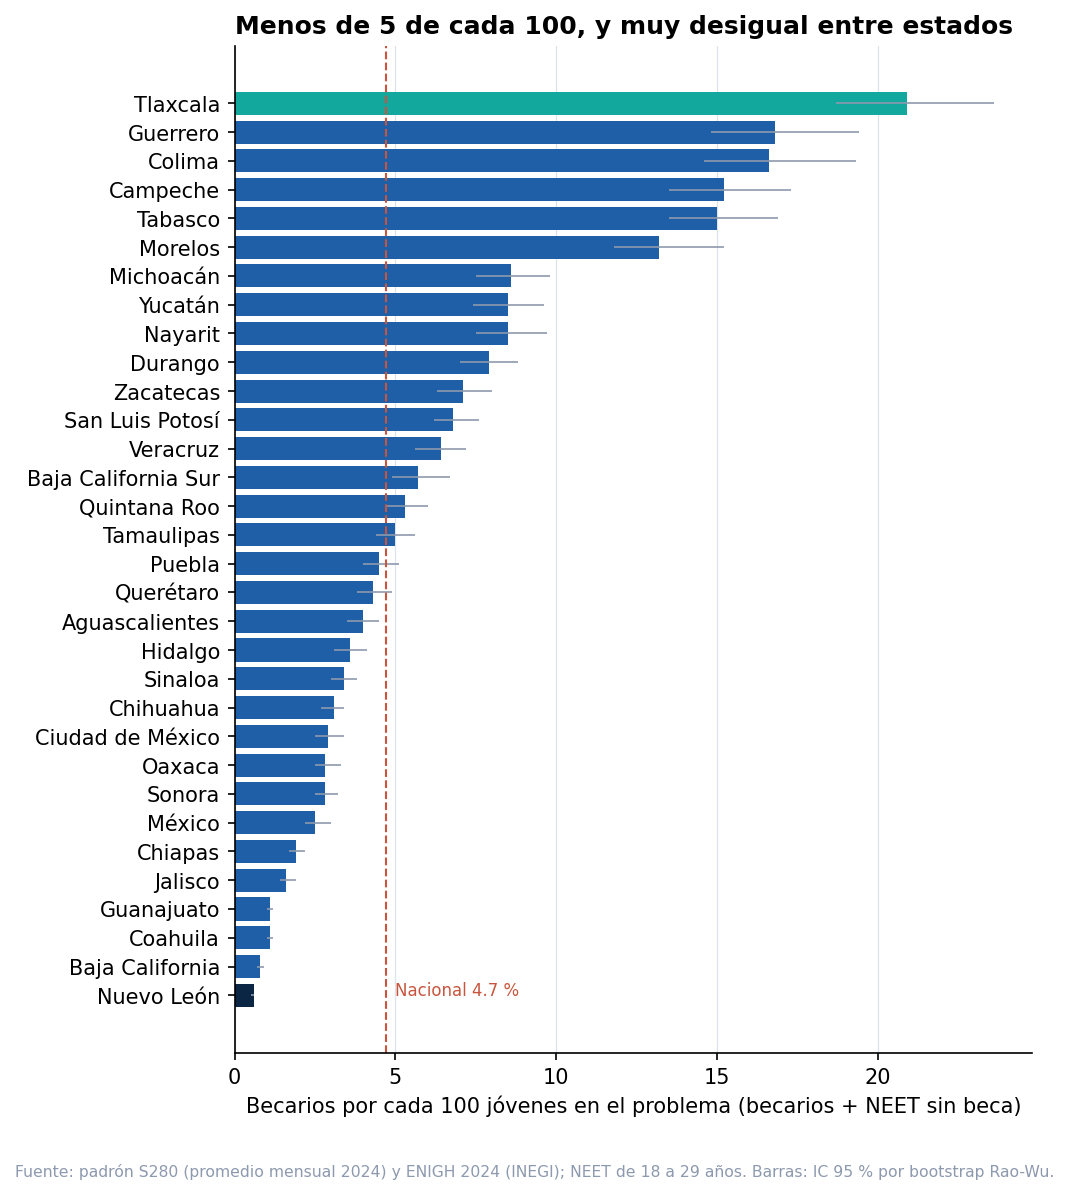 Menos de 5 de cada 100, y muy desigual entre estados
Tlaxcala
Guerrero
Colima
Campeche
Tabasco
Morelos
Michoacán
Yucatán
Nayarit
Durango
Zacatecas
San Luis Potosí
Veracruz
Baja California Sur
Quintana Roo
Tamaulipas
Puebla
Querétaro
Aguascalientes
Hidalgo
Sinaloa
Chihuahua
Ciudad de México
Oaxaca
Sonora
México
Chiapas
Jalisco
Guanajuato
Coahuila
Baja California
Nuevo León
Nacional 4.7 %
0 5 10 15 20
Becarios por cada 100 jóvenes en el problema (becarios + NEET sin beca)
Fuente: padrón S280 (promedio mensual 2024) y ENIGH 2024 (INEGI); NEET de 18 a 29 años. Barras: IC 95 % por bootstrap Rao-Wu.